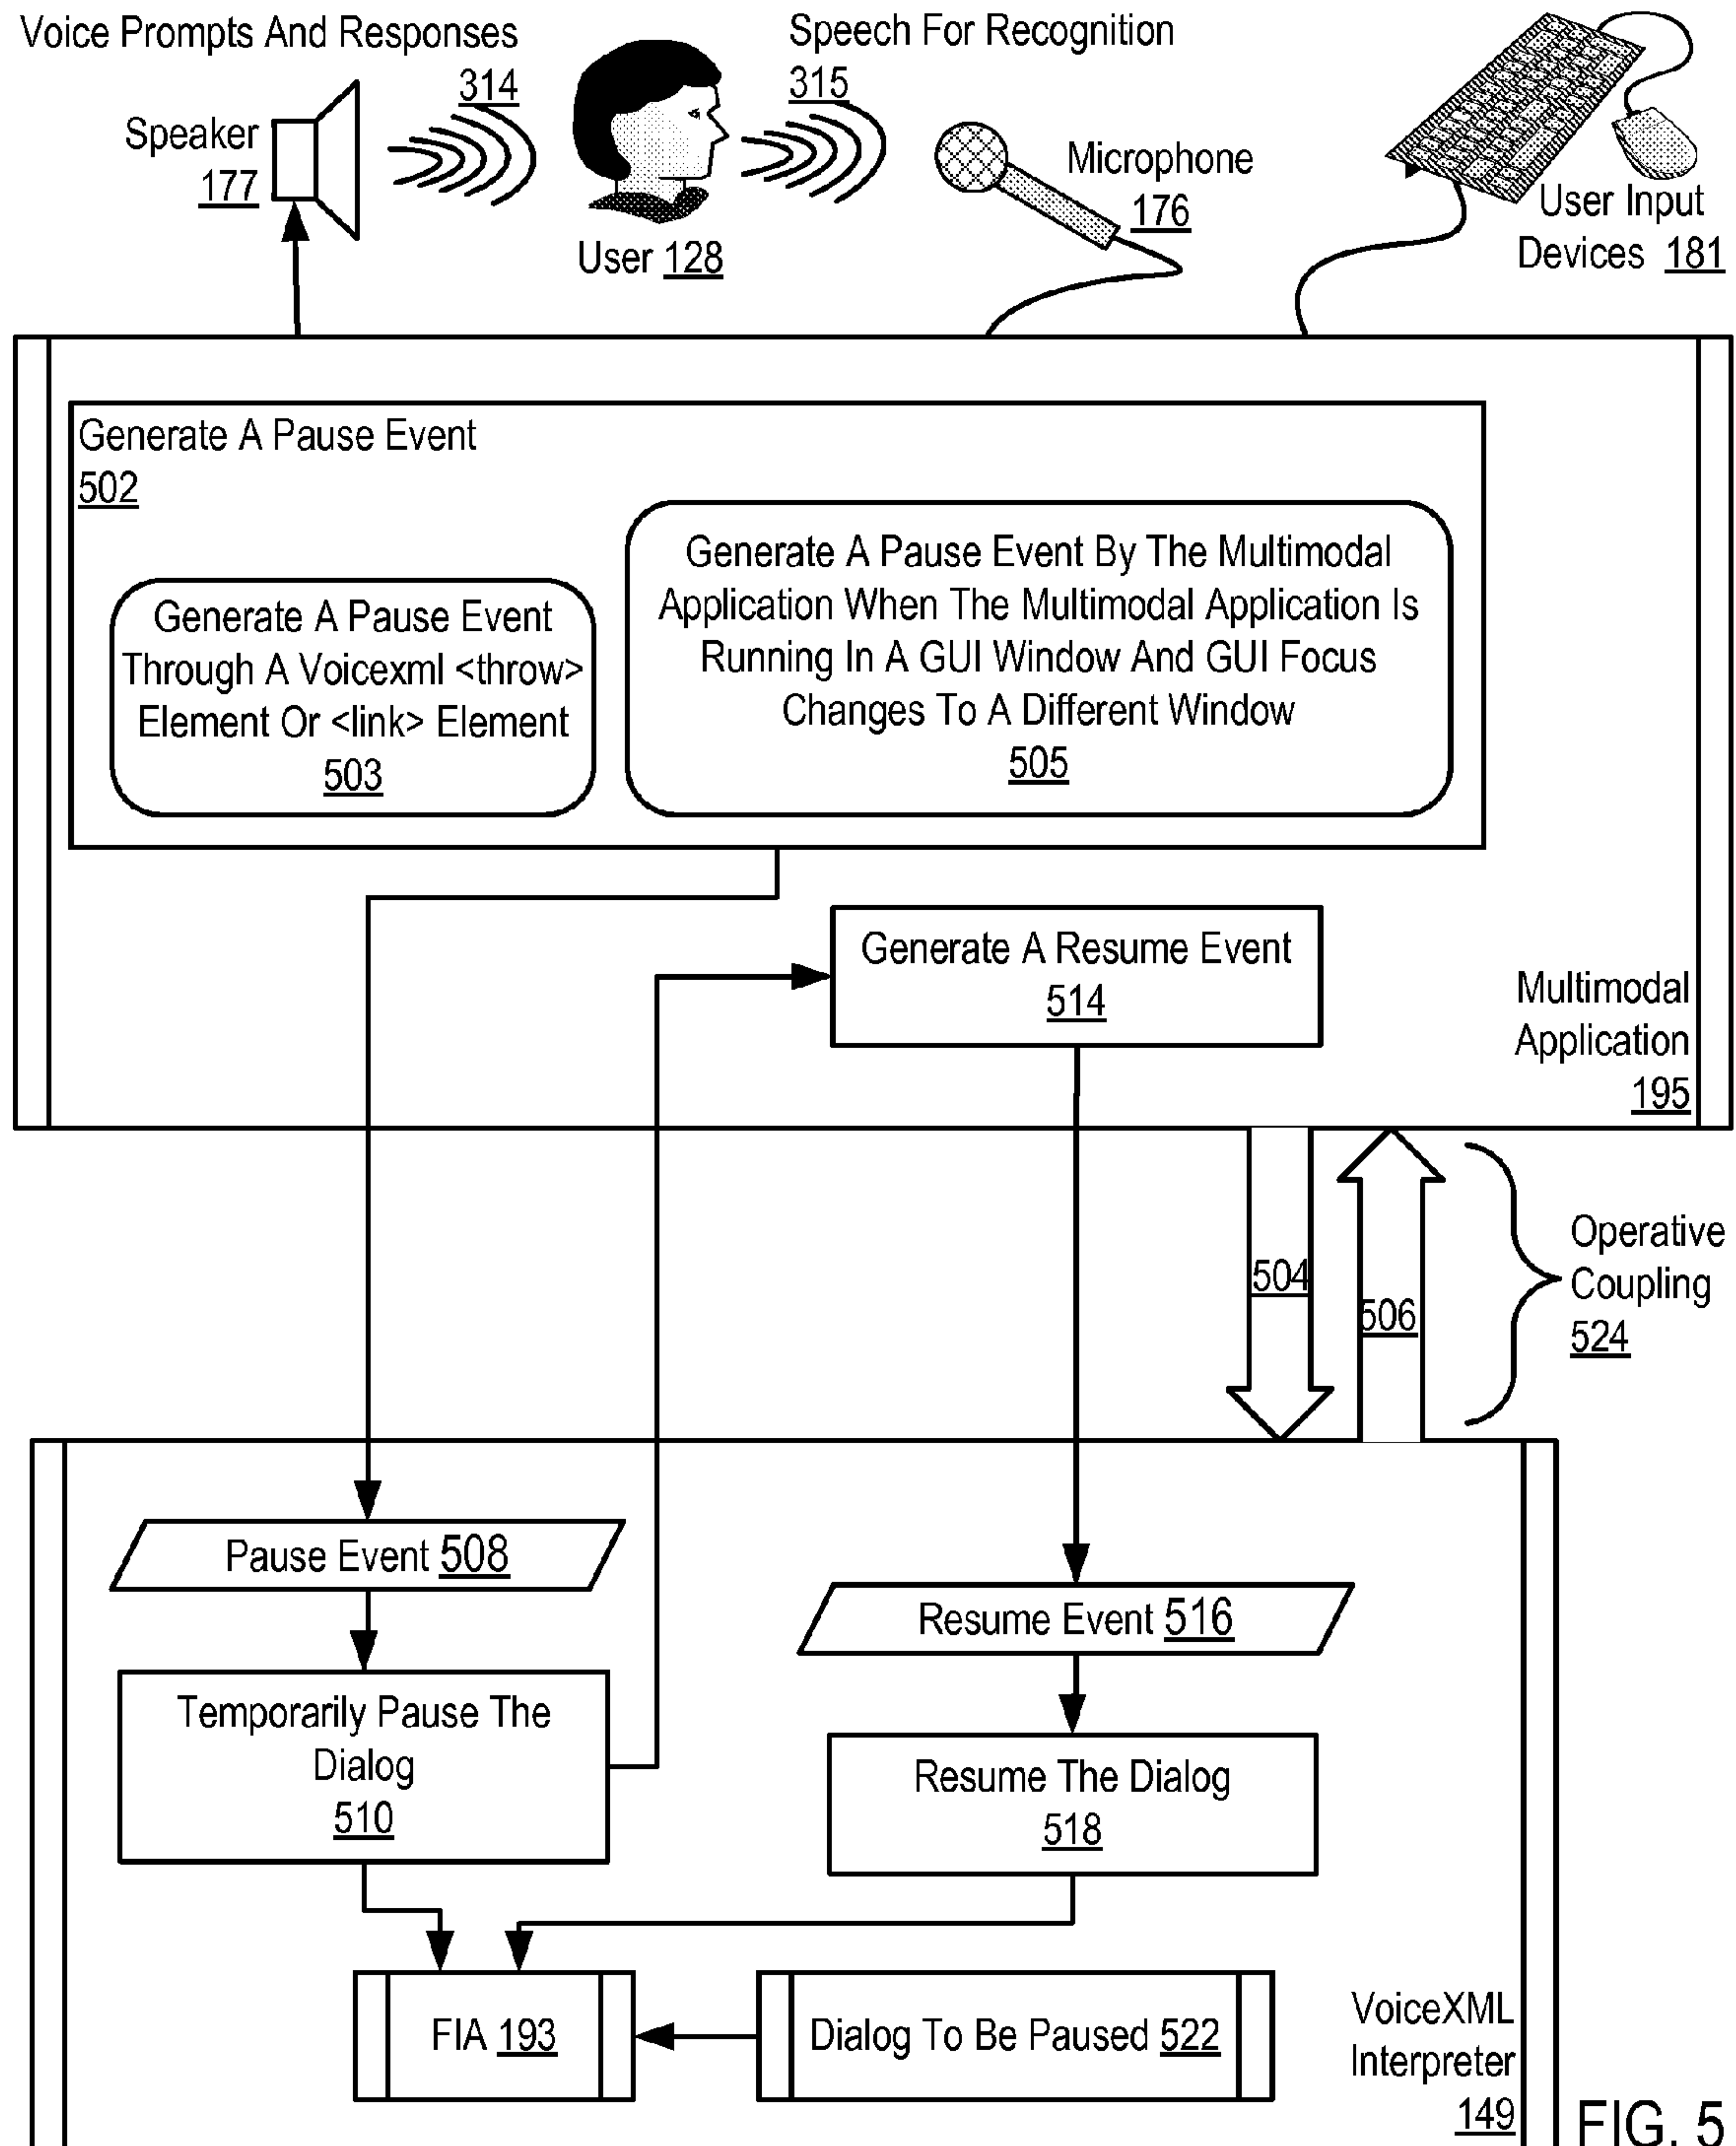 Voice Prompts And Responses
314
Speech For Recognition
315
Speaker
177
User 128
Microphone
176
User Input
Devices 181
Generate A Pause Event
502
Generate A Pause Event
Through A Voicexml <throw>
Element Or <link> Element
503
Generate A Pause Event By The Multimodal
Application When The Multimodal Application Is
Running In A GUI Window And GUI Focus
Changes To A Different Window
505
Generate A Resume Event
514
Multimodal
Application
195
504
506
Operative
Coupling
524
Pause Event 508
Resume Event 516
Temporarily Pause The
Dialog
510
Resume The Dialog
518
FIA 193
Dialog To Be Paused 522
VoiceXML
Interpreter
149
FIG. 5